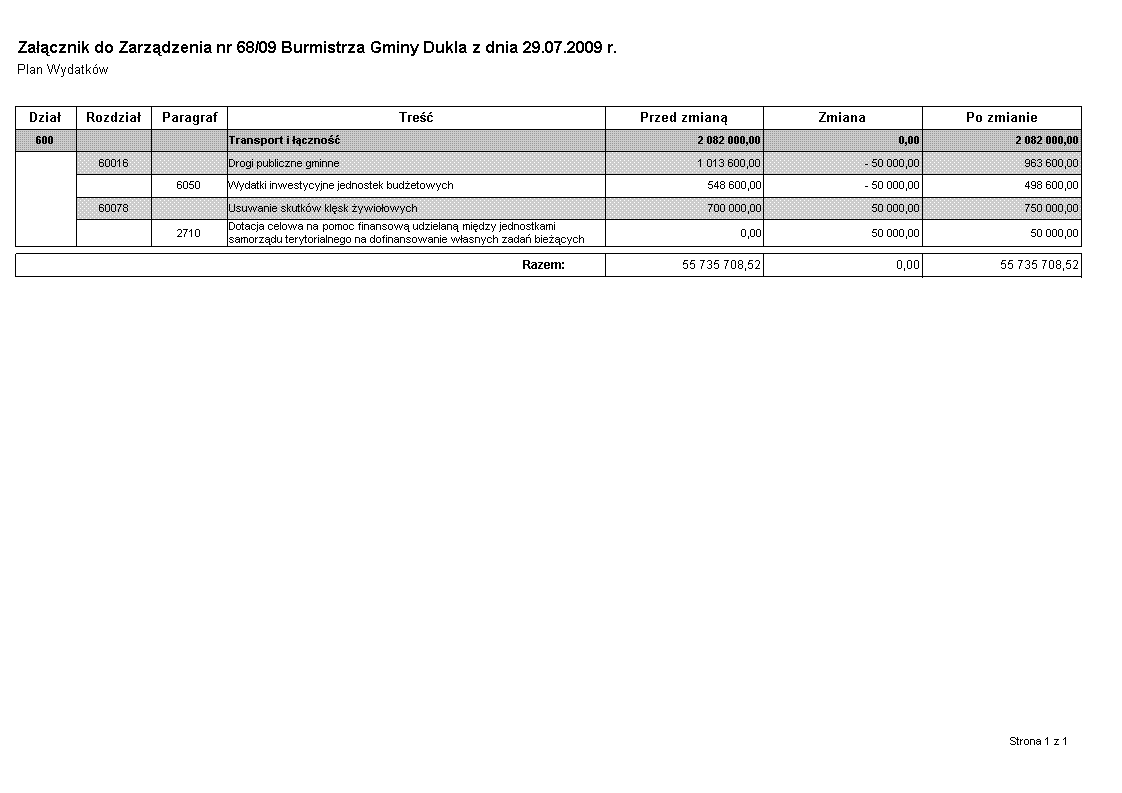 Załącznik do Zarządzenia nr 68/09 Burmistrza Gminy Dukla z dnia 29.07.2009 r.
Plan Wydatków
Dział Rozdział Paragraf Treść Przed zmianą Zmiana Po zmianie
600 Transport i łączność 2 082 000,00 0,00 2 082 000,00
60016 Drogi publiczne gminne 1 013 600,00 - 50 000,00 963 600,00
6050 Wydatki inwestycyjne jednostek budżetowych 548 600,00 - 50 000,00 498 600,00
60078 Usuwanie skutków klęsk żywiołowych 700 000,00 50 000,00 750 000,00
2710 Dotacja celowa na pomoc finansową udzielaną między jednostkami
samorządu terytorialnego na dofinansowanie własnych zadań bieżących 0,00 50 000,00 50 000,00
Razem: 55 735 708,52 0,00 55 735 708,52
Strona 1 z 1